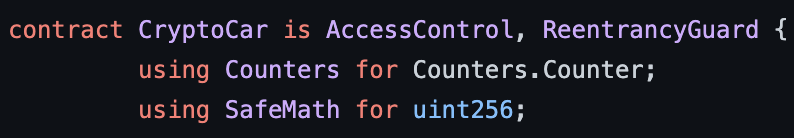 contract CryptoCar is AccessControl, ReentrancyGuard {
using Counters for Counters.Counter;
using SafeMath for uint256;